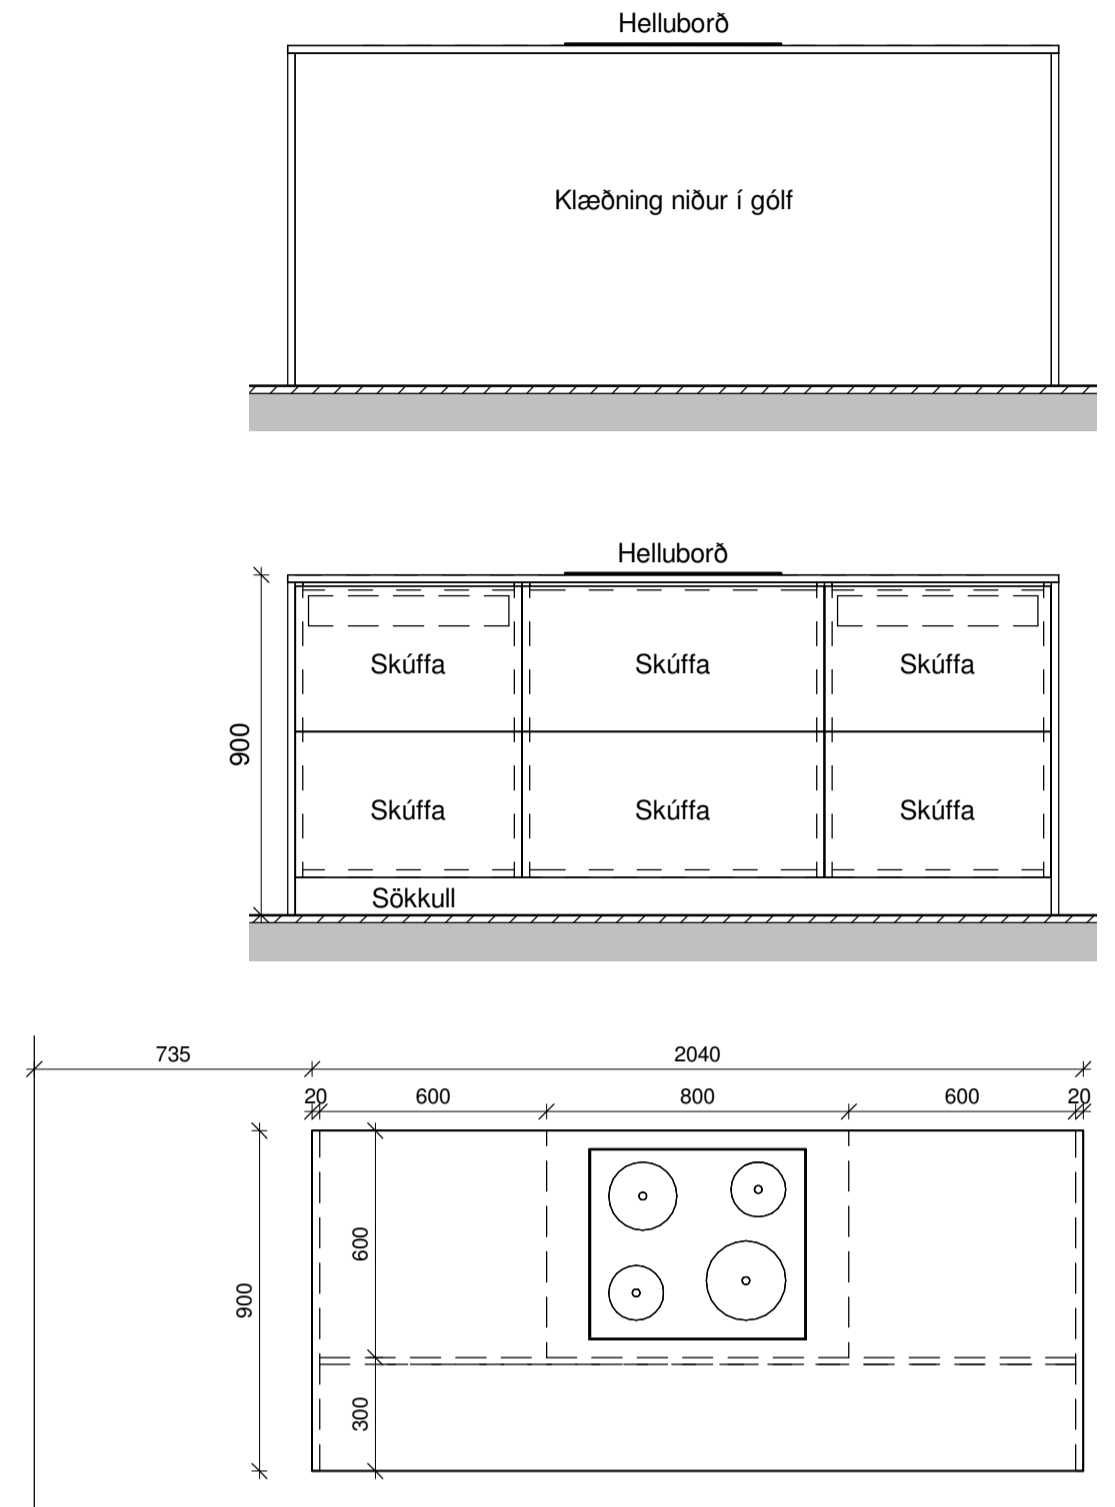 Helluborð
Klæðning niður í gólf
Helluborð
900
Skúffa Skúffa Skúffa
Skúffa Skúffa Skúffa
Sökkull
735 2040
20 600 800 600 20
900
600
300